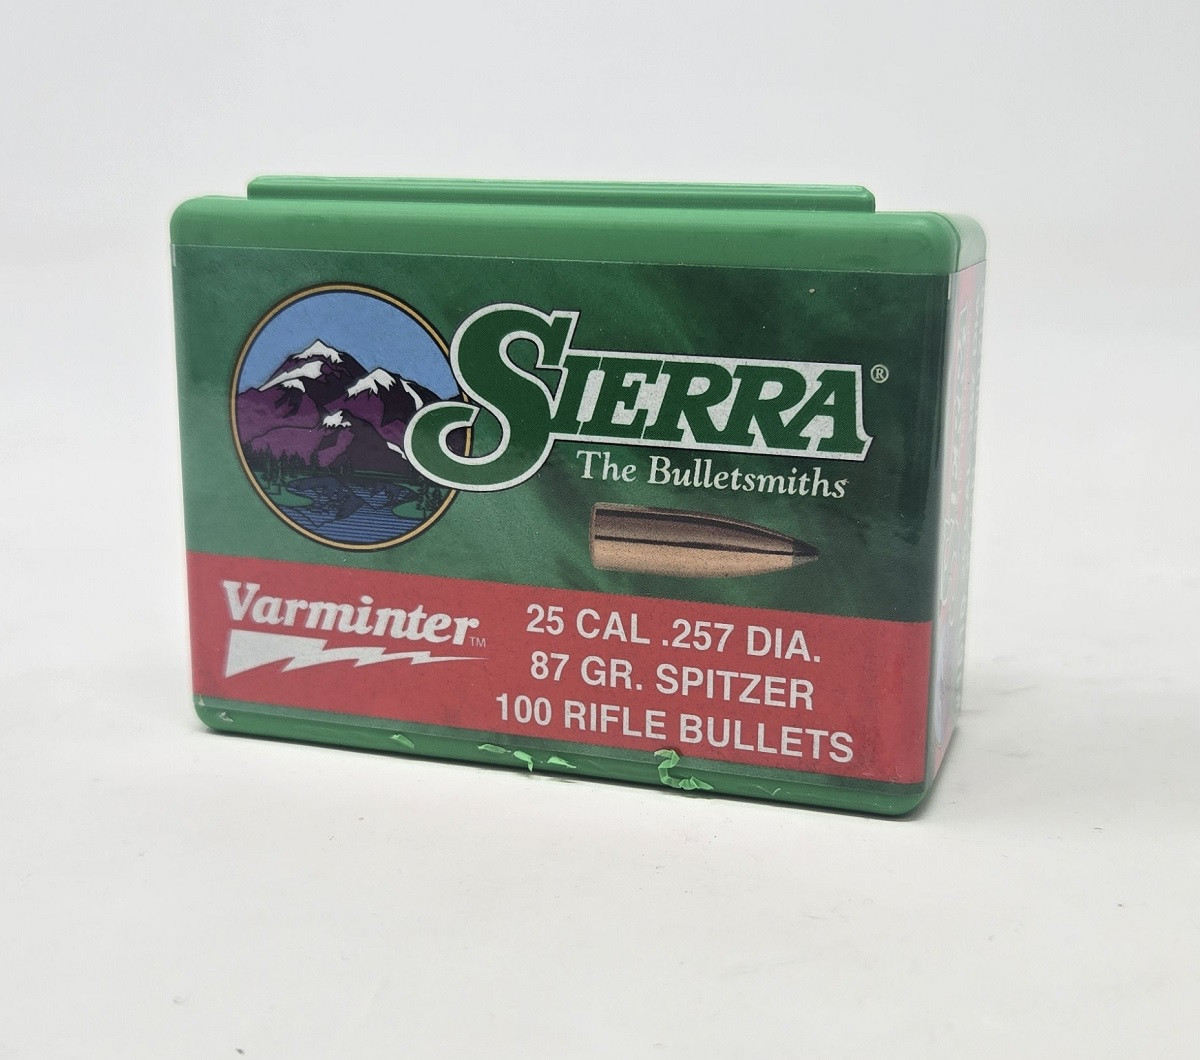 SIERRA®
The Bulletsmiths
Varminter™
25 CAL .257 DIA.
87 GR. SPITZER
100 RIFLE BULLETS